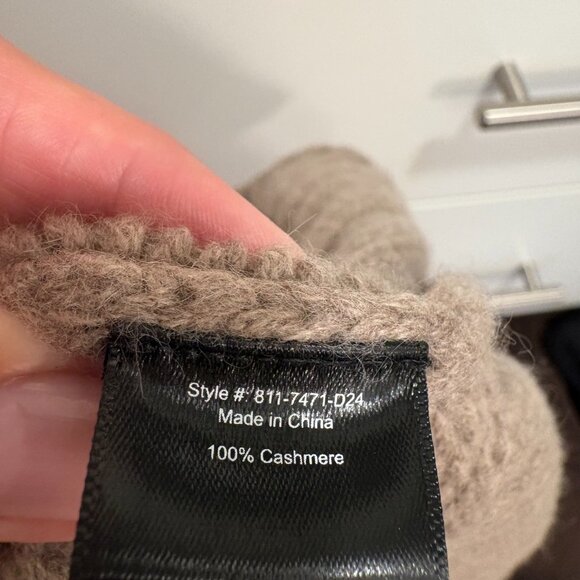 Style #: 811-7471-D24
Made in China
100% Cashmere